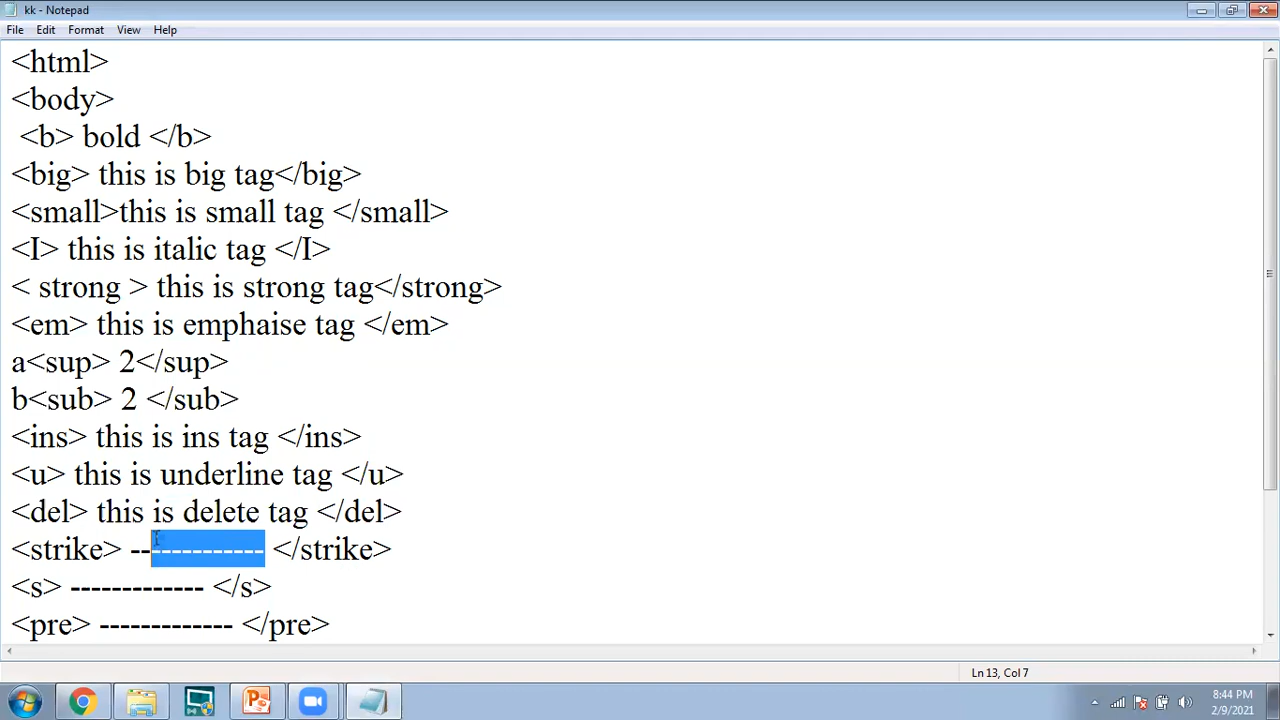 kk - Notepad
File Edit Format View Help
<html>
<body>
<b> bold </b>
<big> this is big tag</big>
<small>this is small tag </small>
<I> this is italic tag </I>
< strong > this is strong tag</strong>
<em> this is emphaise tag </em>
a<sup> 2</sup>
b<sub> 2 </sub>
<ins> this is ins tag </ins>
<u> this is underline tag </u>
<del> this is delete tag </del>
<strike> ------------- </strike>
<s> ------------- </s>
<pre> ------------- </pre>
Ln 13, Col 7
8:44 PM
2/9/2021